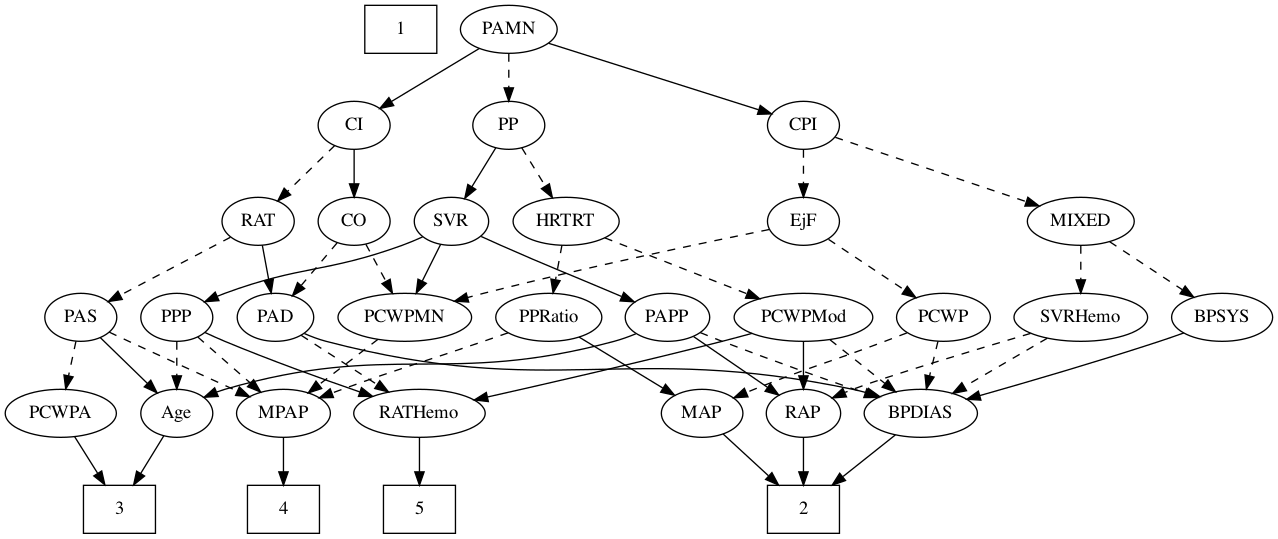 1
PAMN
CI
PP
CPI
RAT
CO
SVR
HRTRT
EjF
MIXED
PAS
PPP
PAD
PCWPMN
PPRatio
PAPP
PCWPMod
PCWP
SVRHemo
BPSYS
PCWPA
Age
MPAP
RATHemo
MAP
RAP
BPDIAS
3
4
5
2